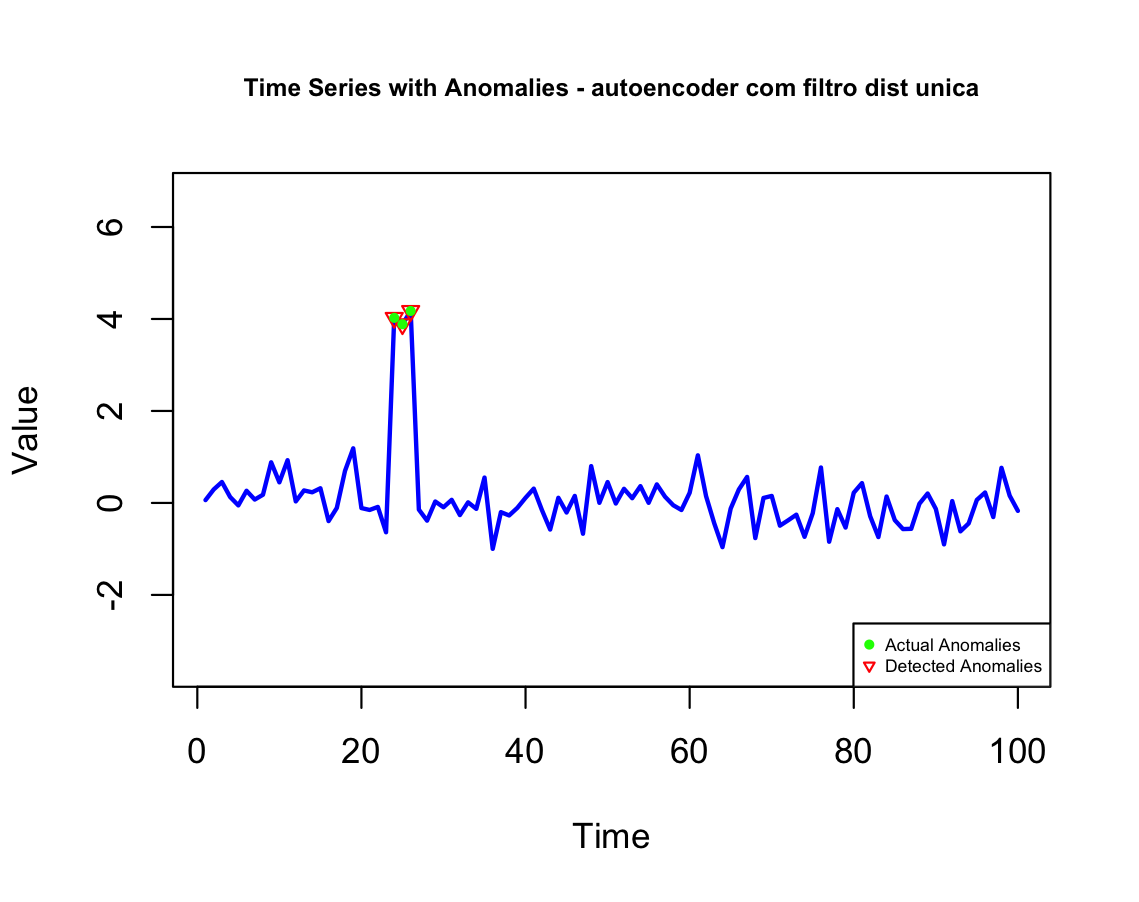 Time Series with Anomalies - autoencoder com filtro dist unica
6
4
2
0
-2
Value
Actual Anomalies
Detected Anomalies
0 20 40 60 80 100
Time